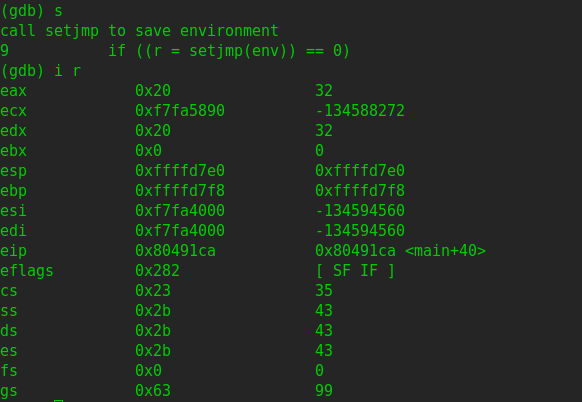 (gdb) s
call setjmp to save environment
9           if ((r = setjmp(env)) == 0)
(gdb) i r
eax            0x20                32
ecx            0xf7fa5890          -134588272
edx            0x20                32
ebx            0x0                 0
esp            0xffffd7e0          0xffffd7e0
ebp            0xffffd7f8          0xffffd7f8
esi            0xf7fa4000          -134594560
edi            0xf7fa4000          -134594560
eip            0x80491ca           0x80491ca <main+40>
eflags         0x282               [ SF IF ]
cs             0x23                35
ss             0x2b                43
ds             0x2b                43
es             0x2b                43
fs             0x0                 0
gs             0x63                99